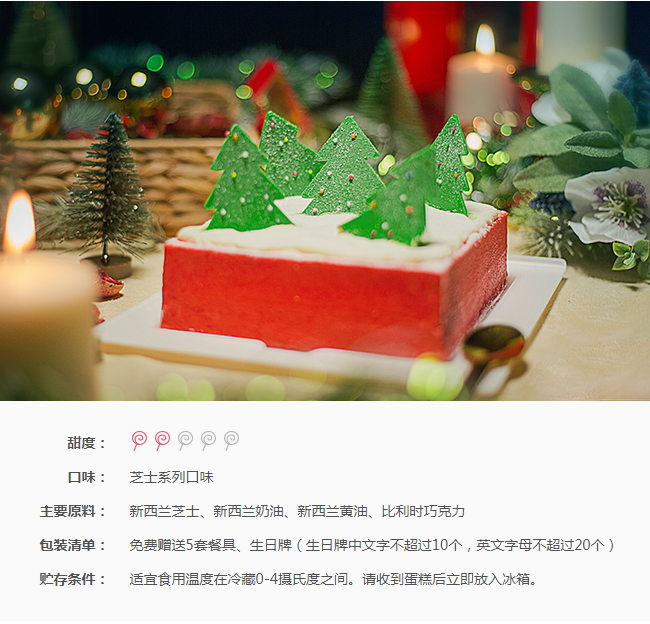 甜度：
口味： 芝士系列口味
主要原料： 新西兰芝士、新西兰奶油、新西兰黄油、比利时巧克力
包装清单： 免费赠送5套餐具、生日牌（生日牌中文字不超过10个，英文字母不超过20个）
贮存条件： 适宜食用温度在冷藏0-4摄氏度之间。请收到蛋糕后立即放入冰箱。